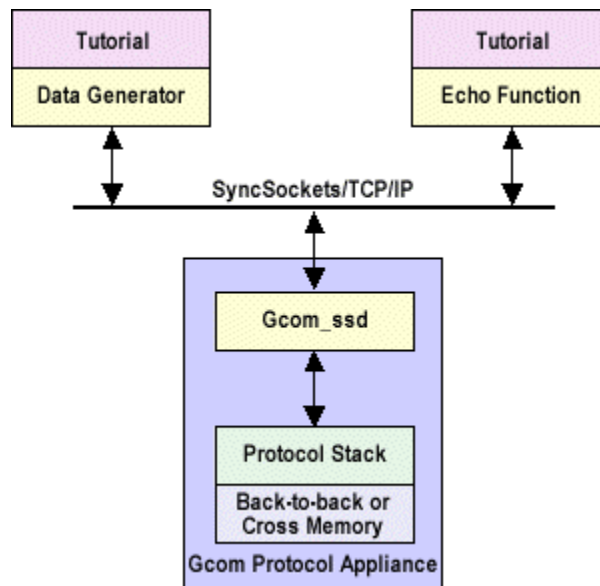 Tutorial
Data Generator
Tutorial
Echo Function
SyncSockets/TCP/IP
Gcom_ssd
Protocol Stack
Back-to-back or
Cross Memory
Gcom Protocol Appliance